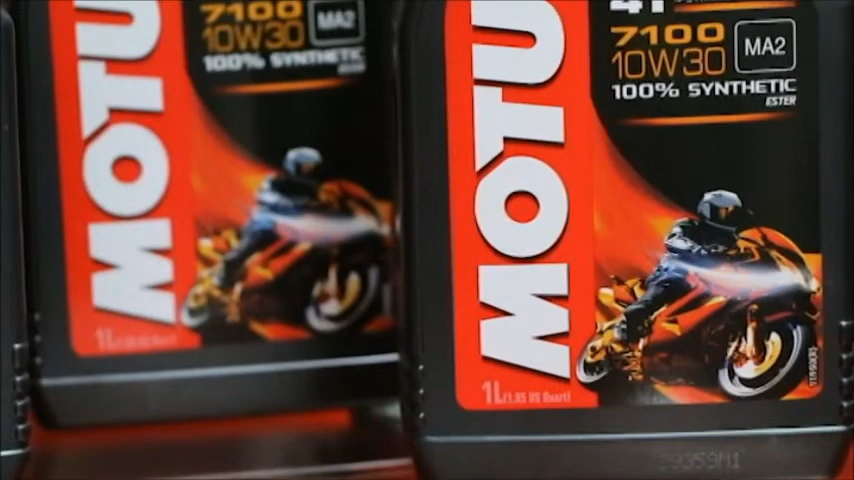 MOTU
7100
10W30
MA2
100% SYNTHETIC
ESTER
1L
MOTU
4T
7100
10W30
MA2
100% SYNTHETIC
ESTER
1L (1.05 US Quart)